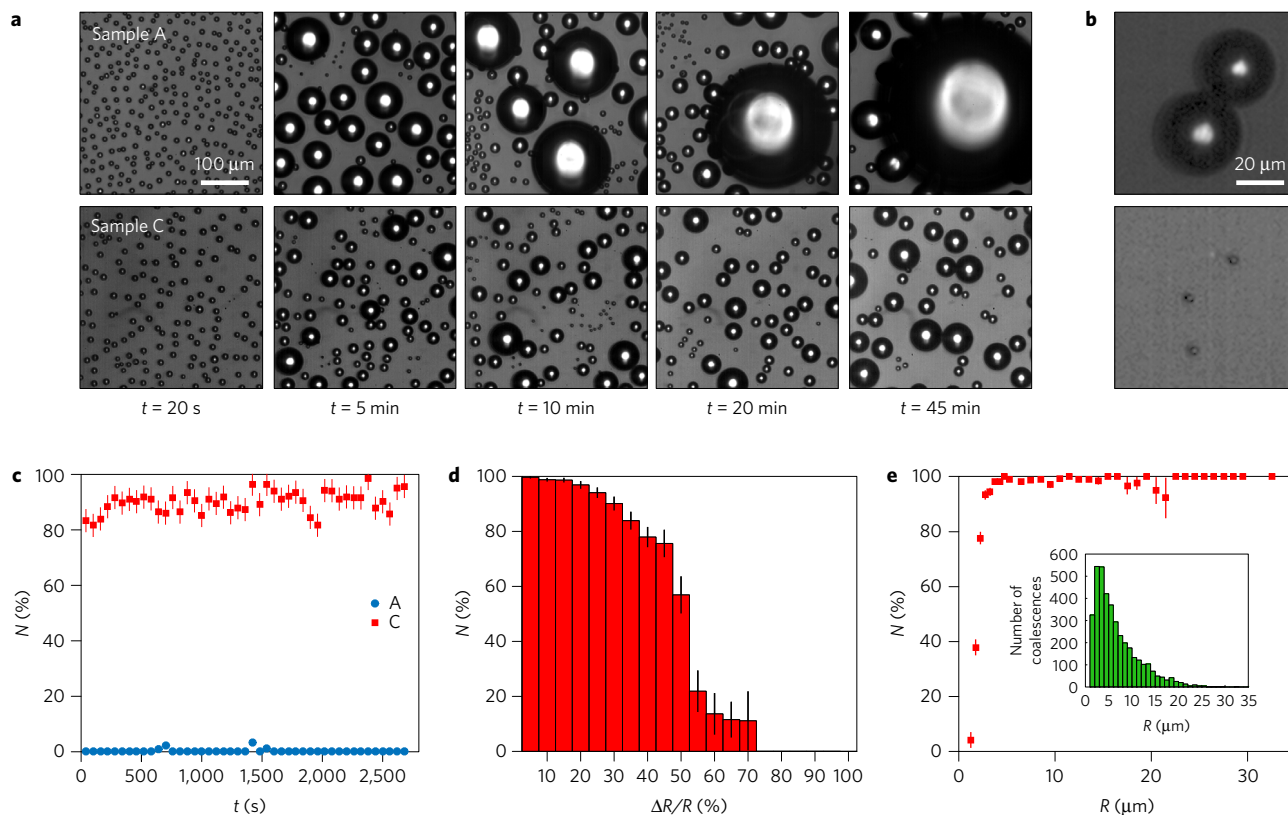 a
Sample A
100 µm
Sample C
t = 20 s
t = 5 min
t = 10 min
t = 20 min
t = 45 min
b
20 µm
c
100
80
60
40
20
0
N (%)
A
C
0
500
1,000
1,500
2,000
2,500
t (s)
d
100
80
60
40
20
0
N (%)
10 20 30 40 50 60 70 80 90 100
ΔR/R (%)
e
100
80
60
40
20
0
N (%)
0
10
20
30
R (µm)
600
500
400
300
200
100
0
Number of
coalescences
0 5 10 15 20 25 30 35
R (µm)